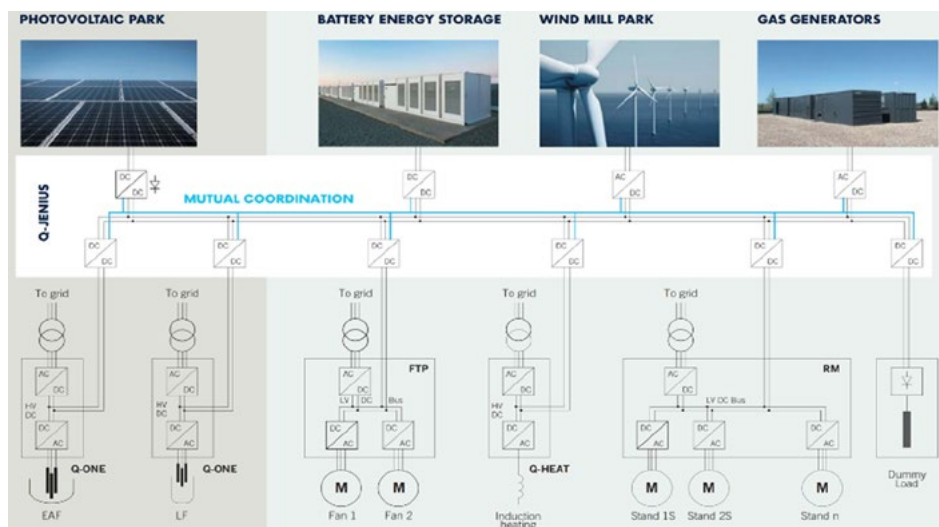 PHOTOVOLTAIC PARK
BATTERY ENERGY STORAGE
WIND MILL PARK
GAS GENERATORS
Q-JENIUS
DC
DC
DC
DC
AC
DC
AC
DC
MUTUAL COORDINATION
DC
DC
DC
DC
DC
DC
DC
DC
DC
DC
DC
DC
To grid
To grid
To grid
To grid
To grid
AC
DC
AC
DC
AC
DC
FTP
AC
DC
AC
DC
RM
HV
DC
HV
DC
LV
DC
Bus
HV
DC
LV DC Bus
DC
AC
DC
AC
DC
AC
DC
AC
DC
AC
DC
AC
DC
AC
DC
AC
Q-ONE
Q-ONE
Q-HEAT
M
M
M
M
M
EAF
LF
Fan 1
Fan 2
Induction
heating
Stand 1S
Stand 2S
Stand n
Dummy
Load